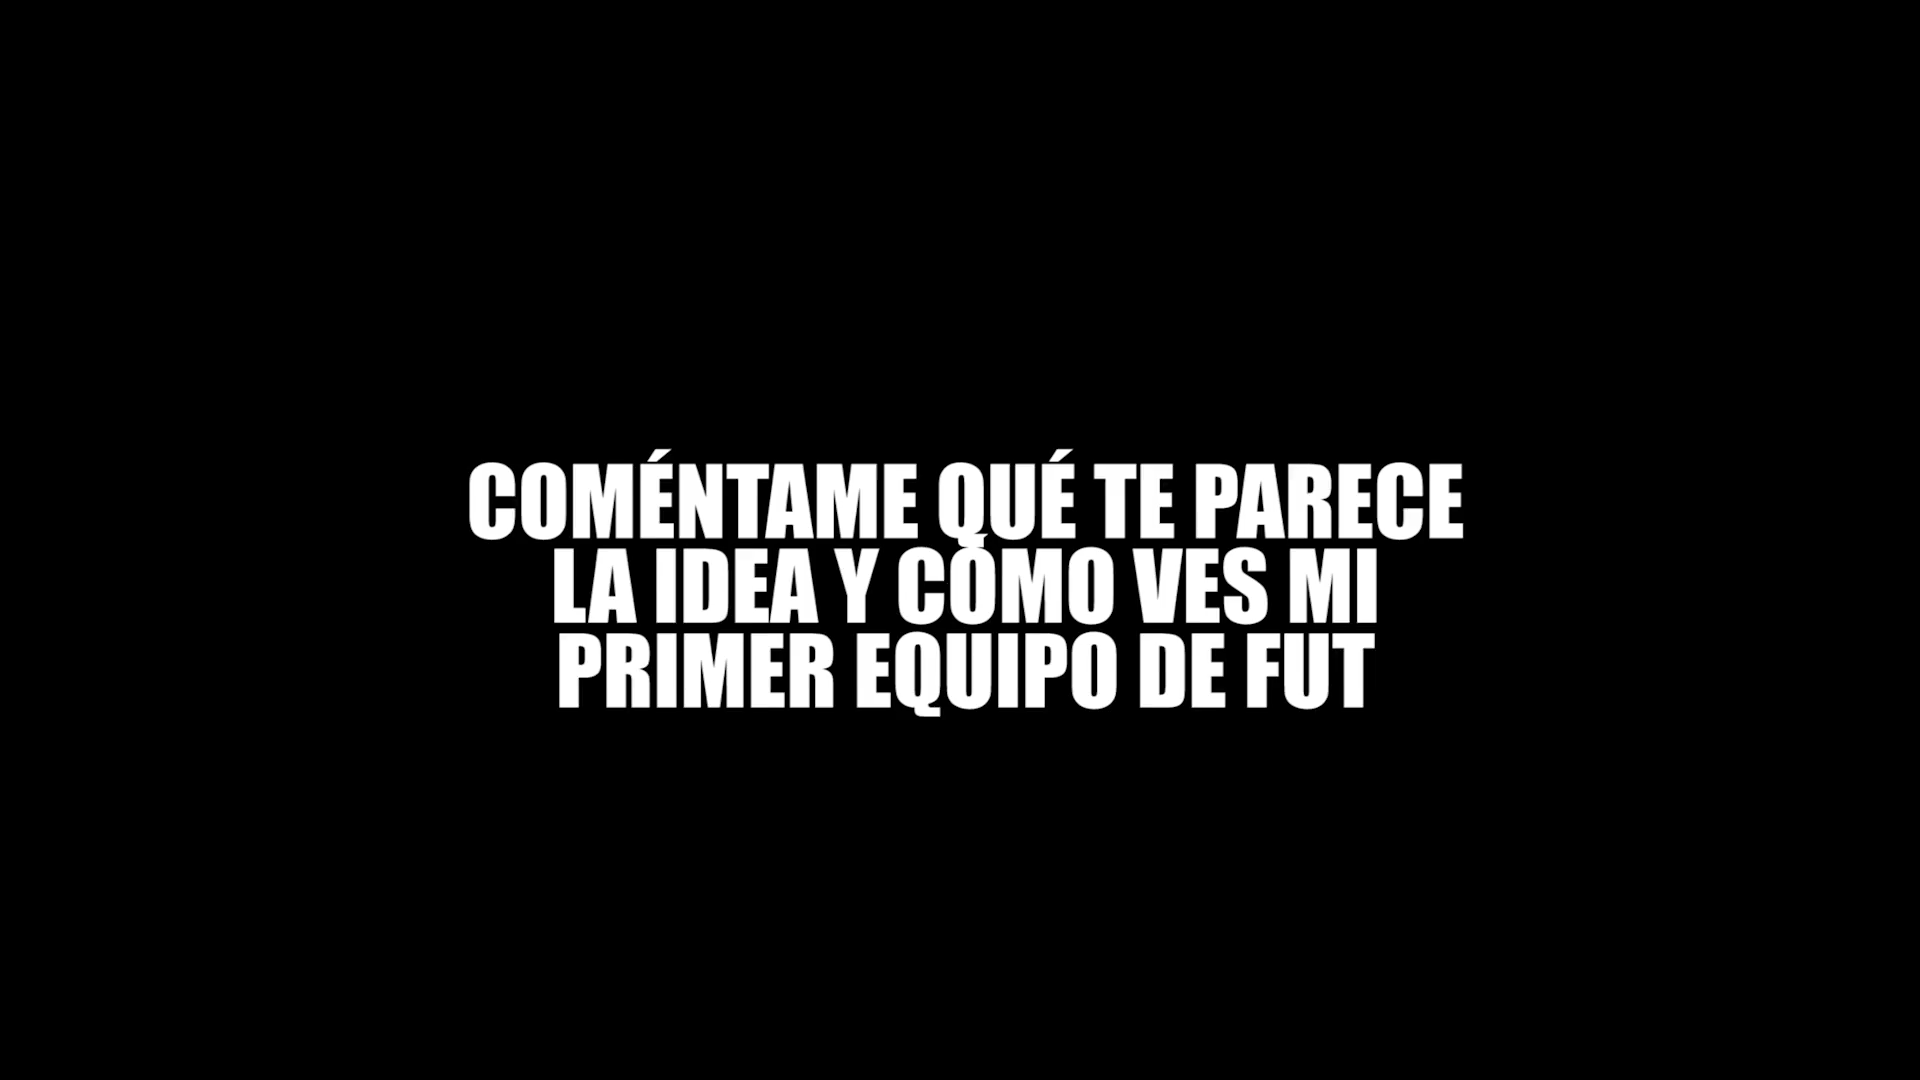 COMÉNTAME QUÉ TE PARECE
LA IDEA Y CÓMO VES MI
PRIMER EQUIPO DE FUT